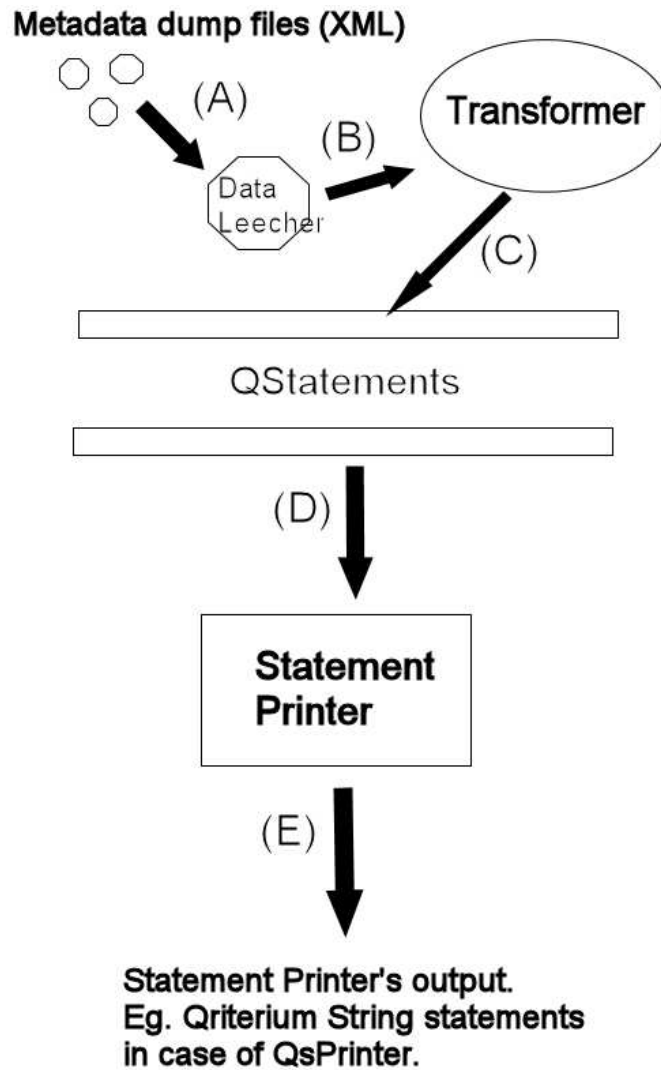 Metadata dump files (XML)
(A)
(B)
Transformer
Data
Leecher
(C)
QStatements
(D)
Statement
Printer
(E)
Statement Printer's output.
Eg. Qriterium String statements
in case of QsPrinter.